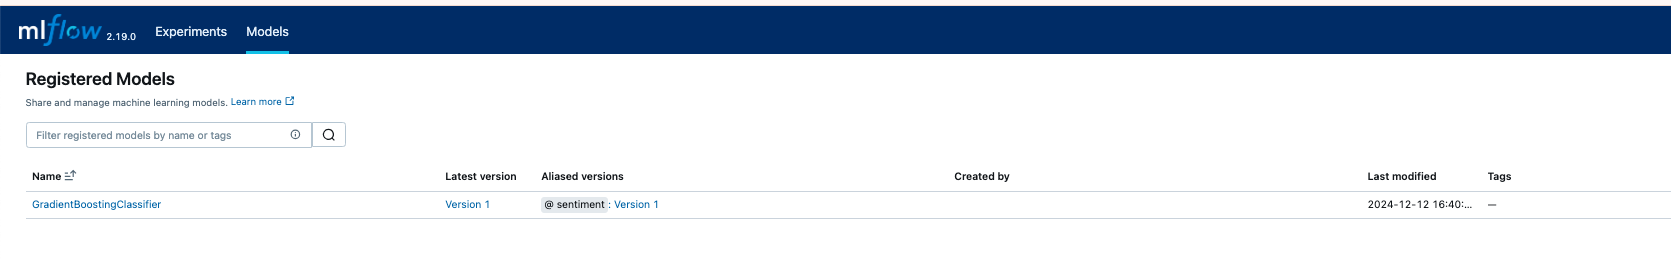 mlflow 2.19.0 Experiments Models
Registered Models
Share and manage machine learning models. Learn more
Filter registered models by name or tags
Name Latest version Aliased versions Created by Last modified Tags
GradientBoostingClassifier Version 1 @ sentiment : Version 1 2024-12-12 16:40:... —